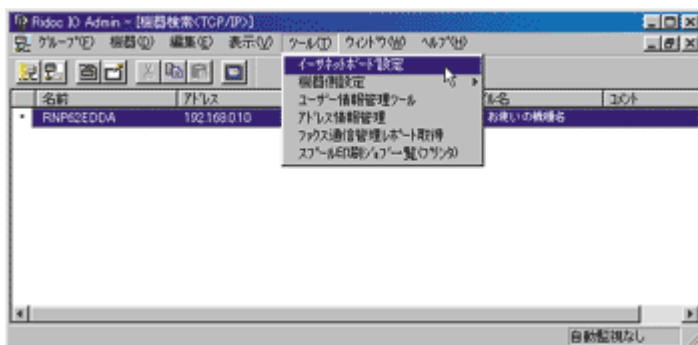 Ridoc IO Admin - [機器検索(TCP/IP)]
グループ(E) 機器(D) 編集(E) 表示(V) ツール(T) ウィンドウ(W) ヘルプ(H)
イーサネットボード設定
機器側設定
ユーザー情報管理ツール
アドレス情報管理
ファクス通信管理レポート取得
スプール印刷ジョブ一覧(プリンタ)
名前 アドレス ル名 コメント
RNP62EDDA 192.168.0.10 お使いの機種名
自動監視なし